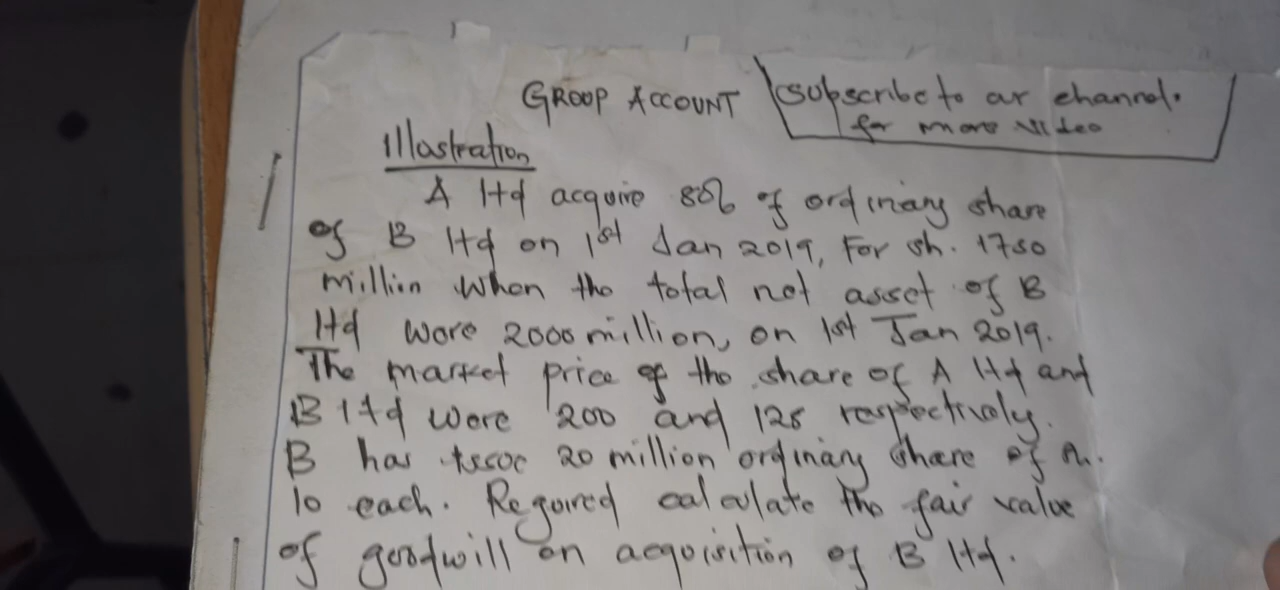 GROOP ACCOUNT
subscribe to our channel.
for more video
Illustration
A ltd acquire 80% of ordinary share
of B ltd on 1st Jan 2019, For sh. 1750
million when the total net asset of B
ltd were 2000 million, on 1st Jan 2019.
The market price of the share of A ltd and
B ltd were 200 and 125 respectively.
B has issue 20 million ordinary share of sh.
10 each. Required calculate the fair value
of goodwill on acquisition of B ltd.